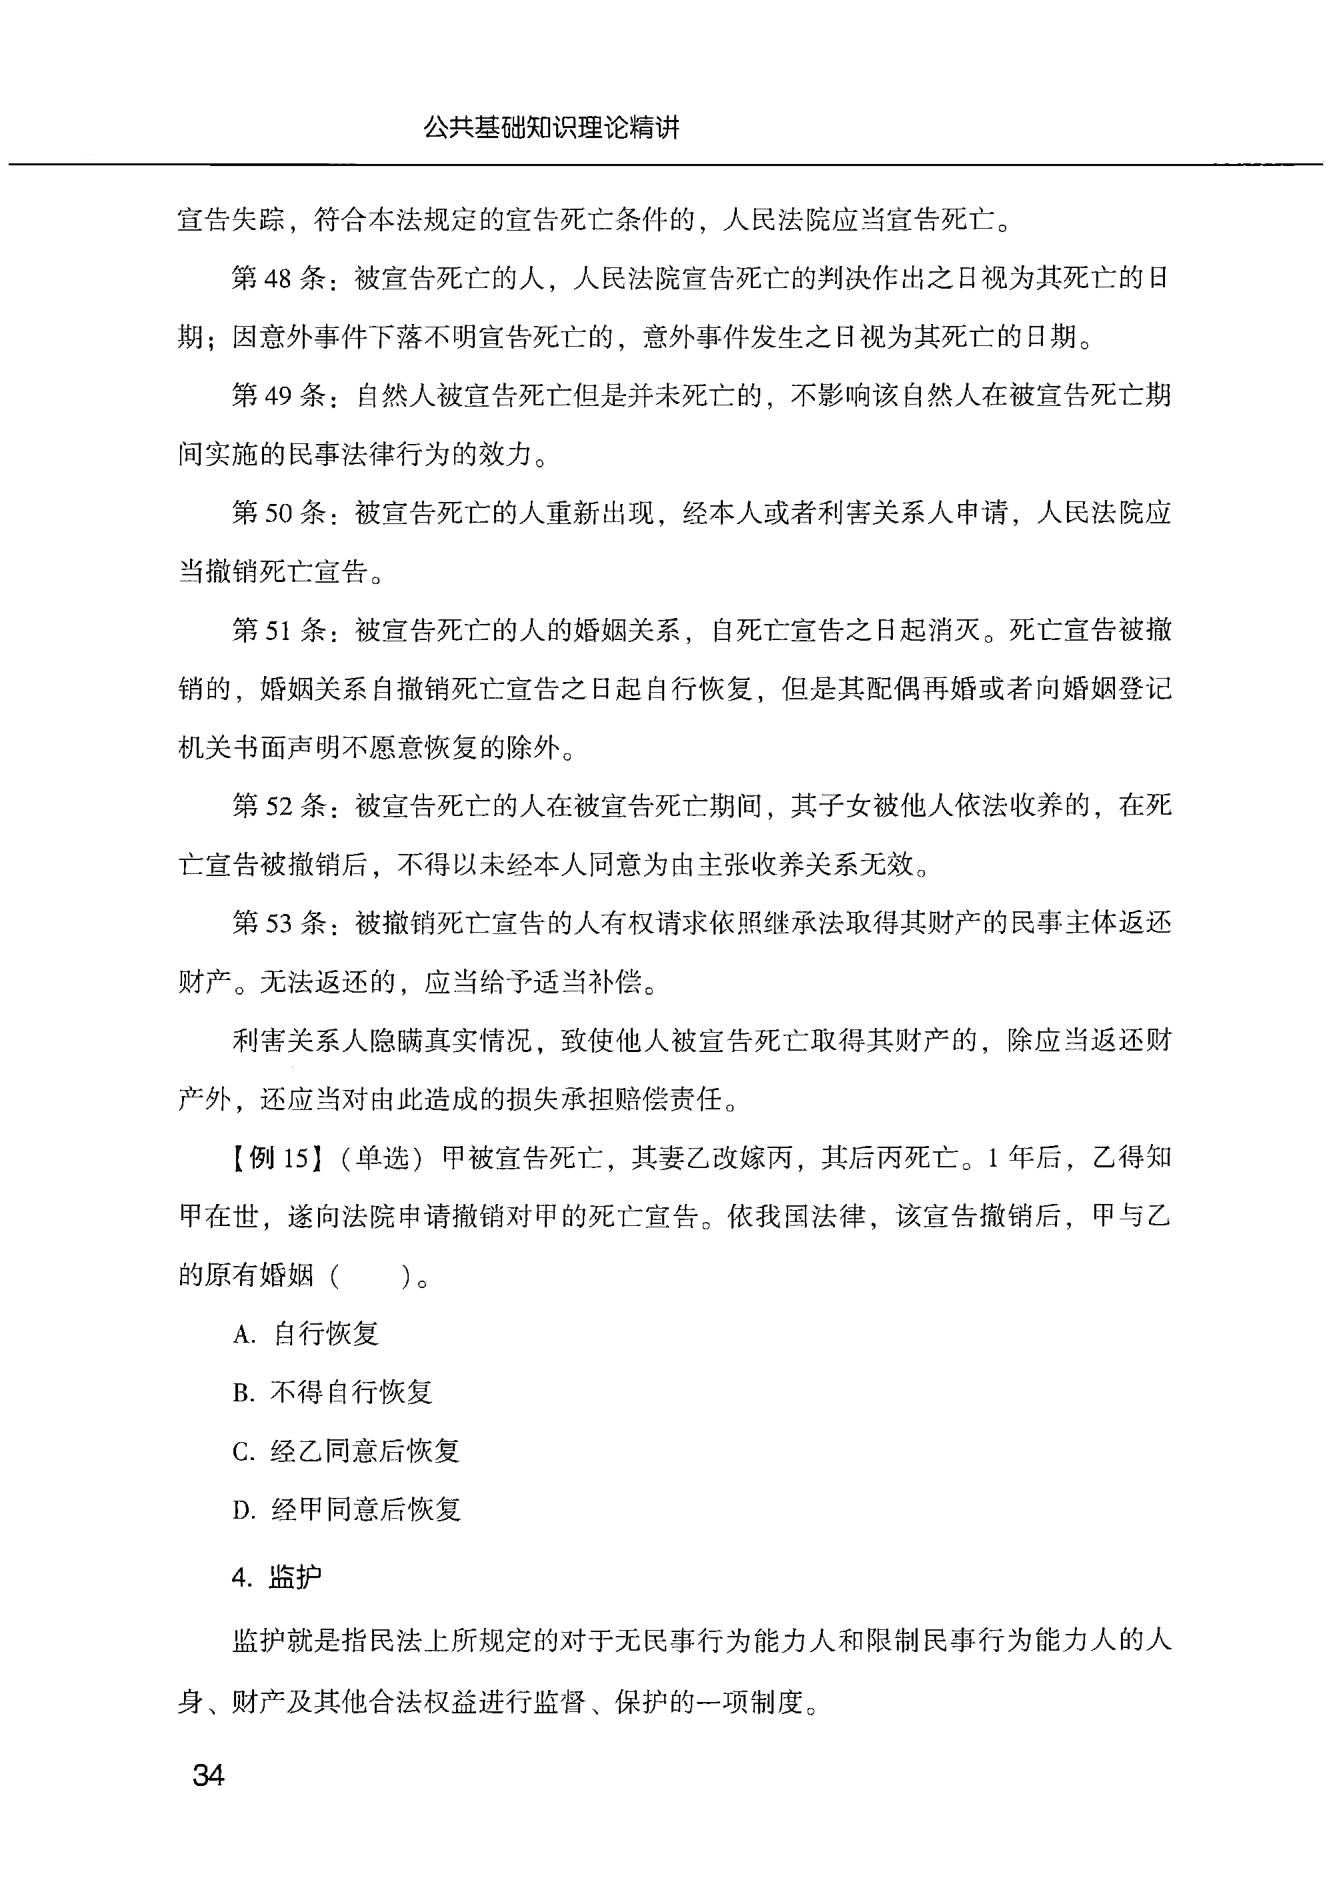 公共基础知识理论精讲
宣告失踪，符合本法规定的宣告死亡条件的，人民法院应当宣告死亡。
第 48 条：被宣告死亡的人，人民法院宣告死亡的判决作出之日视为其死亡的日
期；因意外事件下落不明宣告死亡的，意外事件发生之日视为其死亡的日期。
第 49 条：自然人被宣告死亡但是并未死亡的，不影响该自然人在被宣告死亡期
间实施的民事法律行为的效力。
第 50 条：被宣告死亡的人重新出现，经本人或者利害关系人申请，人民法院应
当撤销死亡宣告。
第 51 条：被宣告死亡的人的婚姻关系，自死亡宣告之日起消灭。死亡宣告被撤
销的，婚姻关系自撤销死亡宣告之日起自行恢复，但是其配偶再婚或者向婚姻登记
机关书面声明不愿意恢复的除外。
第 52 条：被宣告死亡的人在被宣告死亡期间，其子女被他人依法收养的，在死
亡宣告被撤销后，不得以未经本人同意为由主张收养关系无效。
第 53 条：被撤销死亡宣告的人有权请求依照继承法取得其财产的民事主体返还
财产。无法返还的，应当给予适当补偿。
利害关系人隐瞒真实情况，致使他人被宣告死亡取得其财产的，除应当返还财
产外，还应当对由此造成的损失承担赔偿责任。
【例 15】（单选）甲被宣告死亡，其妻乙改嫁丙，其后丙死亡。1 年后，乙得知
甲在世，遂向法院申请撤销对甲的死亡宣告。依我国法律，该宣告撤销后，甲与乙
的原有婚姻（　　）。
A. 自行恢复
B. 不得自行恢复
C. 经乙同意后恢复
D. 经甲同意后恢复
4. 监护
监护就是指民法上所规定的对于无民事行为能力人和限制民事行为能力人的人
身、财产及其他合法权益进行监督、保护的一项制度。
34